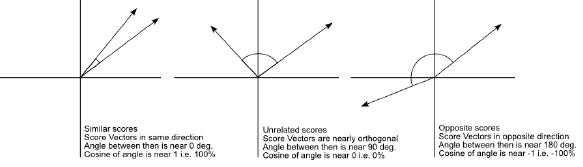 Similar scores
Score Vectors in same direction
Angle between then is near 0 deg.
Cosine of angle is near 1 i.e. 100%
Unrelated scores
Score Vectors are nearly orthogonal
Angle between then is near 90 deg.
Cosine of angle is near 0 i.e. 0%
Opposite scores
Score Vectors in opposite direction
Angle between then is near 180 deg.
Cosine of angle is near -1 i.e. -100%